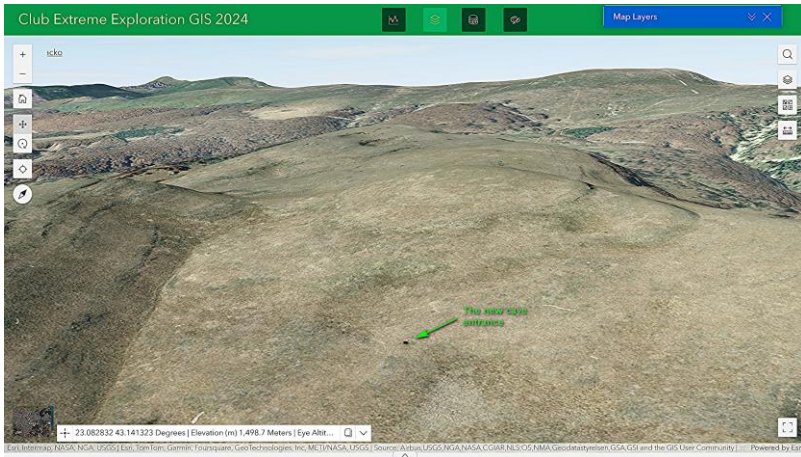 Club Extreme Exploration GIS 2024
Map Layers
icko
The new cave
entrance
23.082832 43.141323 Degrees | Elevation (m) 1,498.7 Meters | Eye Altit...
Esri, Intermap, NASA, NGA, USGS | Esri, TomTom, Garmin, Foursquare, GeoTechnologies, Inc, METI/NASA, USGS | Source: Airbus,USGS,NGA,NASA,CGIAR,NLS,OS,NMA,Geodatastyrelsen,GSA,GSI and the GIS User Community | Powered by Esri